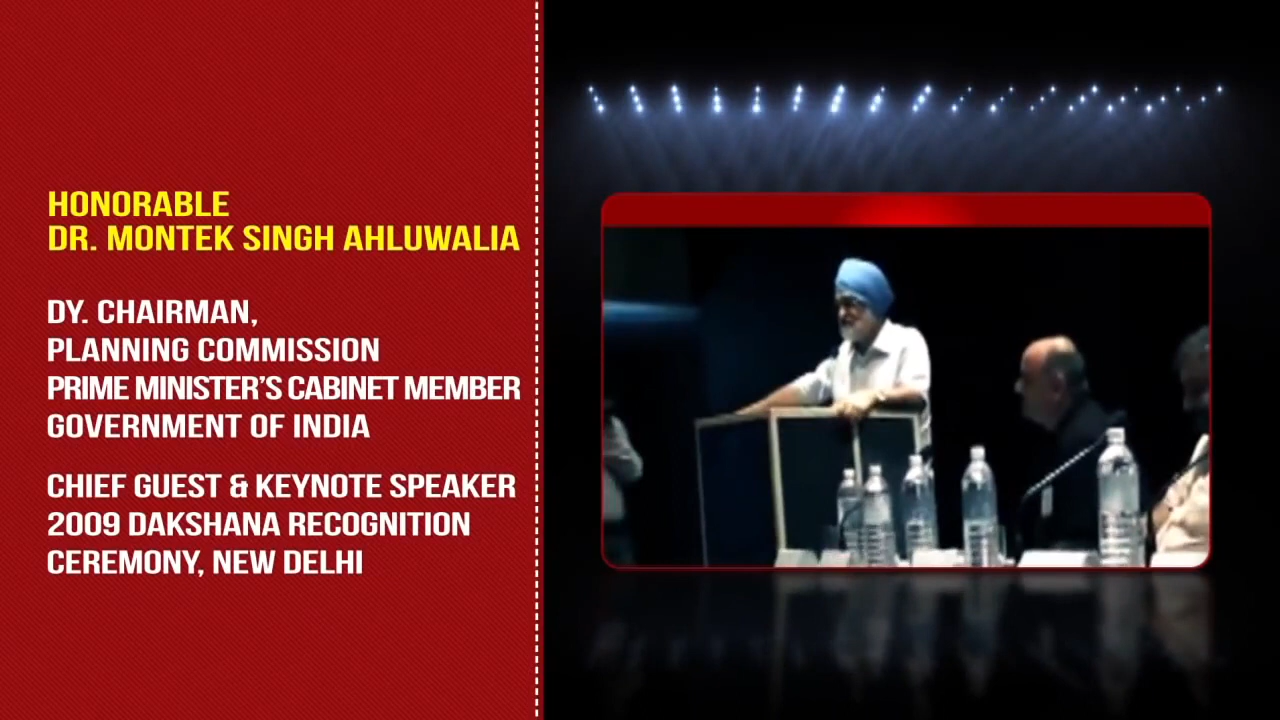 HONORABLE
DR. MONTEK SINGH AHLUWALIA
DY. CHAIRMAN,
PLANNING COMMISSION
PRIME MINISTER'S CABINET MEMBER
GOVERNMENT OF INDIA
CHIEF GUEST & KEYNOTE SPEAKER
2009 DAKSHANA RECOGNITION
CEREMONY, NEW DELHI